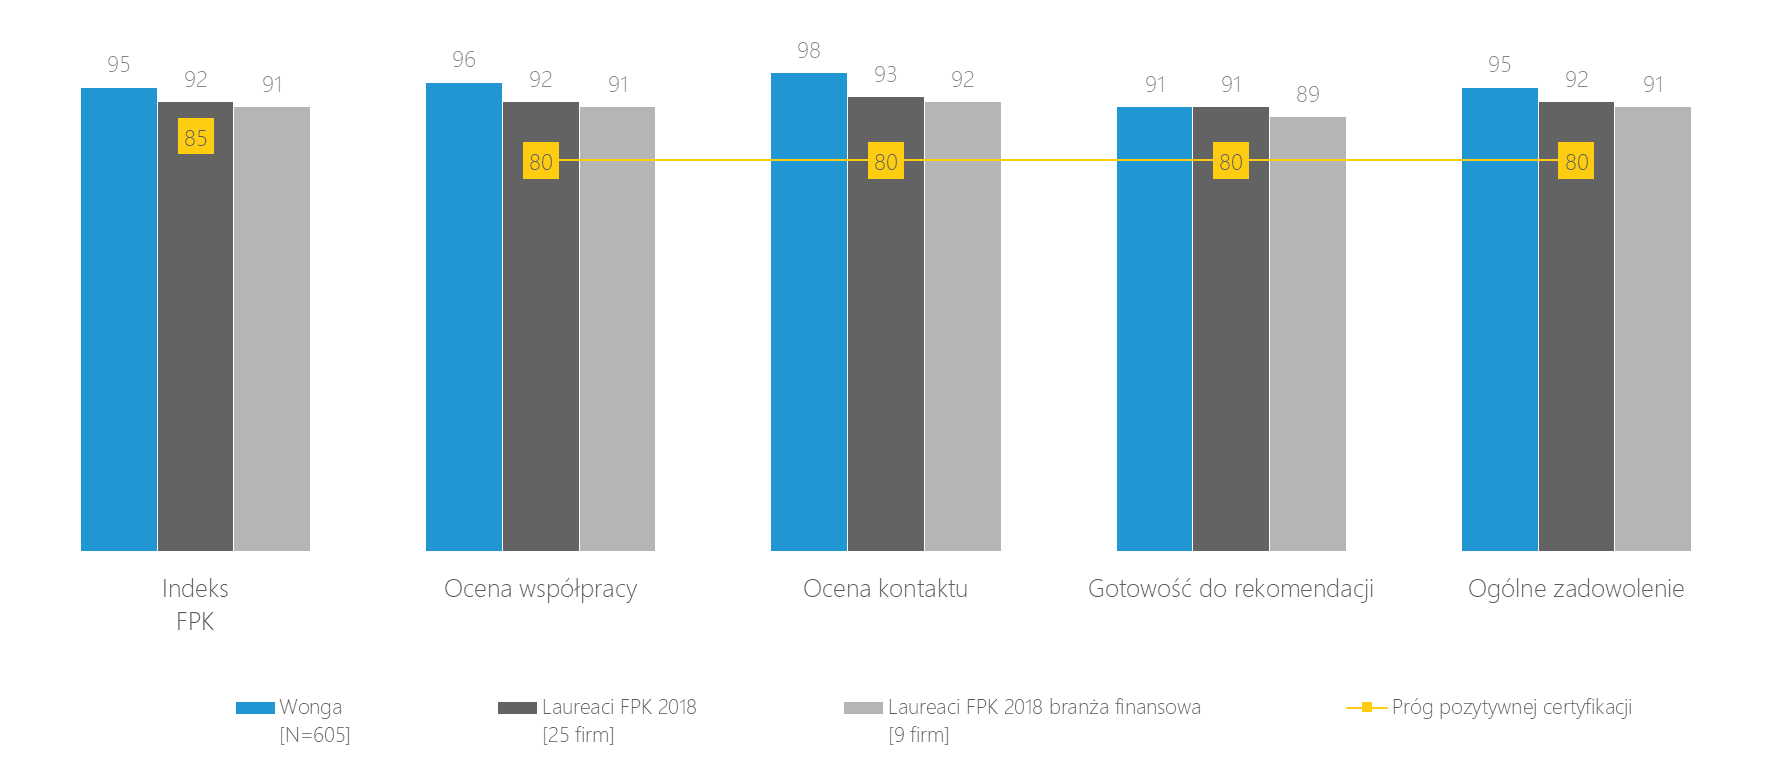 95 92 91
96 92 91
98 93 92
91 91 89
95 92 91
85
80 80 80 80
Indeks
FPK
Ocena współpracy
Ocena kontaktu
Gotowość do rekomendacji
Ogólne zadowolenie
Wonga
[N=605]
Laureaci FPK 2018
[25 firm]
Laureaci FPK 2018 branża finansowa
[9 firm]
Próg pozytywnej certyfikacji